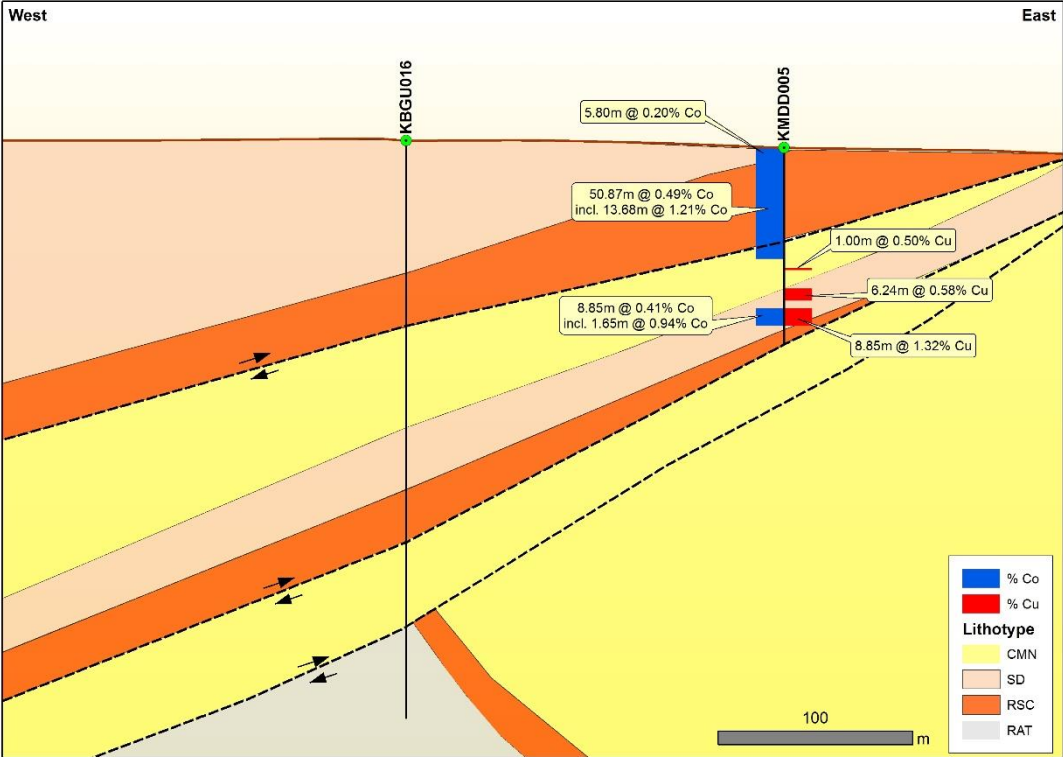 West
East
KBGU016
KMDD005
5.80m @ 0.20% Co
50.87m @ 0.49% Co
incl. 13.68m @ 1.21% Co
1.00m @ 0.50% Cu
6.24m @ 0.58% Cu
8.85m @ 0.41% Co
incl. 1.65m @ 0.94% Co
8.85m @ 1.32% Cu
% Co
% Cu
Lithotype
CMN
SD
RSC
RAT
100
m